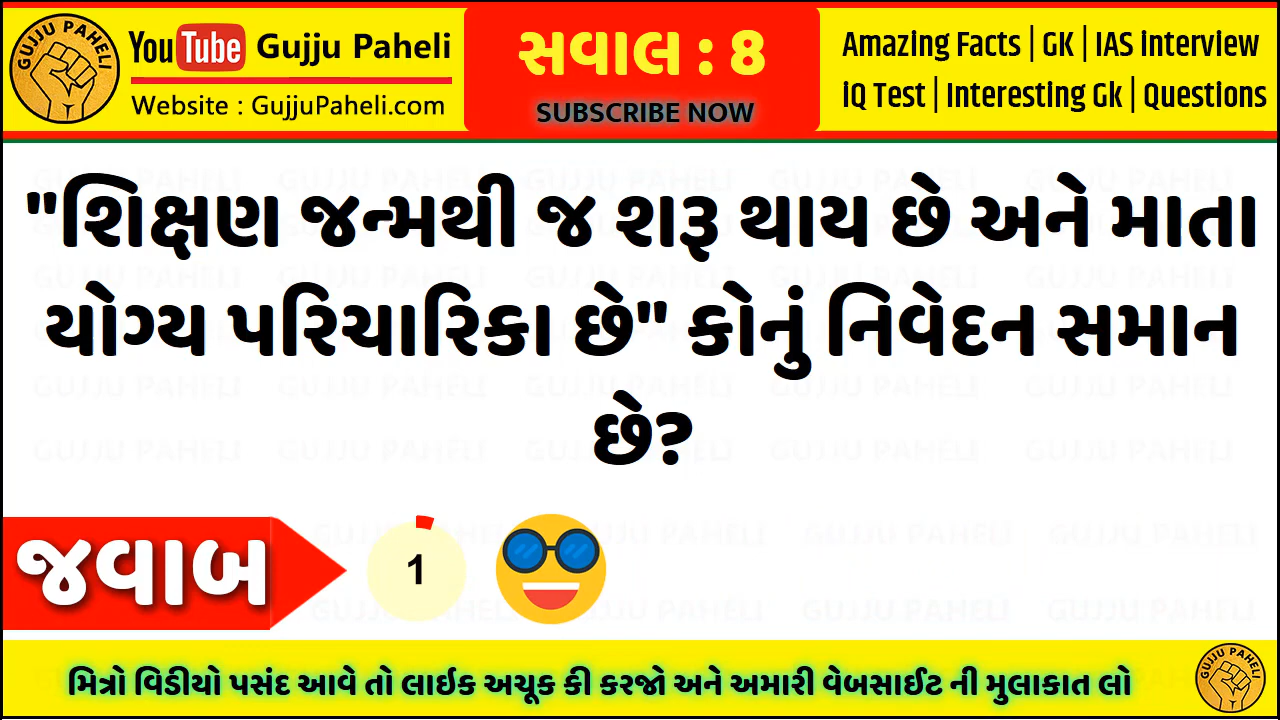 GUJJU PAHELI
YouTube Gujju Paheli
Website : GujjuPaheli.com
સવાલ : 8
SUBSCRIBE NOW
Amazing Facts | GK | IAS interview
iQ Test | Interesting Gk | Questions
"શિક્ષણ જન્મથી જ શરૂ થાય છે અને માતા
યોગ્ય પરિચારિકા છે" કોનું નિવેદન સમાન
છે?
જવાબ
1
મિત્રો વિડીયો પસંદ આવે તો લાઇક અચૂક કી કરજો અને અમારી વેબસાઈટ ની મુલાકાત લો
GUJJU PAHELI